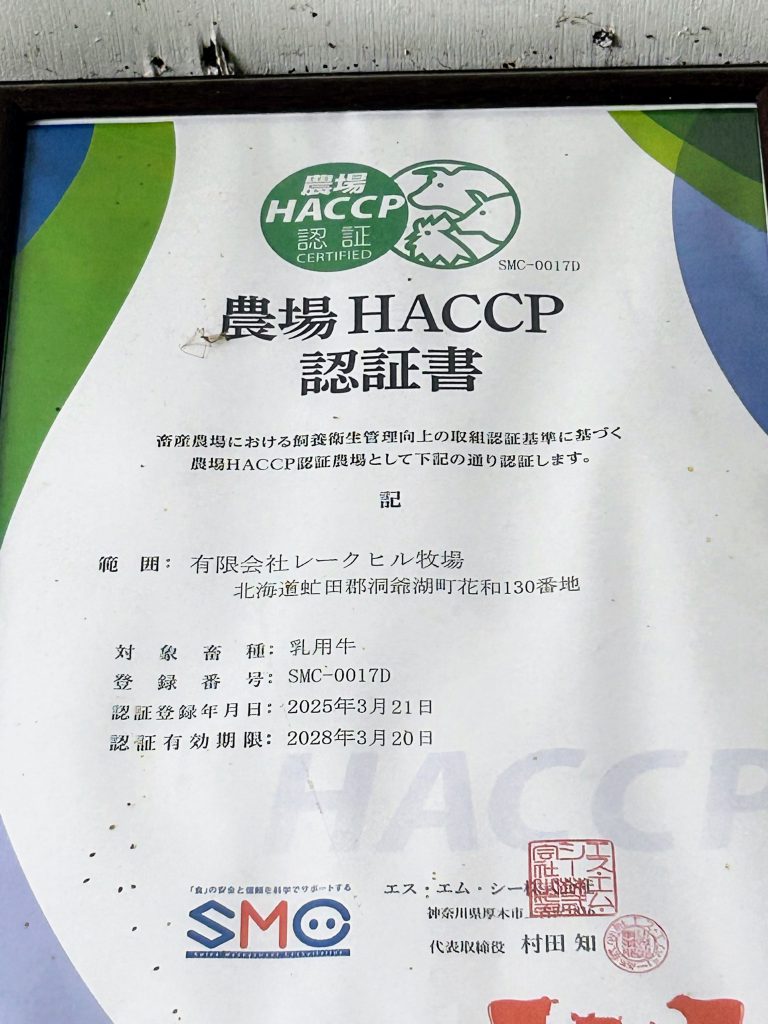 農場
HACCP
認証
CERTIFIED
SMC-0017D
農場 HACCP
認証書
畜産農場における飼養衛生管理向上の取組認証基準に基づく
農場HACCP認証農場として下記の通り認証します。
記
範 囲: 有限会社レークヒル牧場
北海道虻田郡洞爺湖町花和130番地
対 象 畜 種: 乳用牛
登 録 番 号: SMC-0017D
認証登録年月日: 2025年3月21日
認証有効期限: 2028年3月20日
HACCP
「食」の安全と信頼を科学でサポートする
SMC
エス・エム・シー株式会社
神奈川県厚木市
代表取締役 村田 知